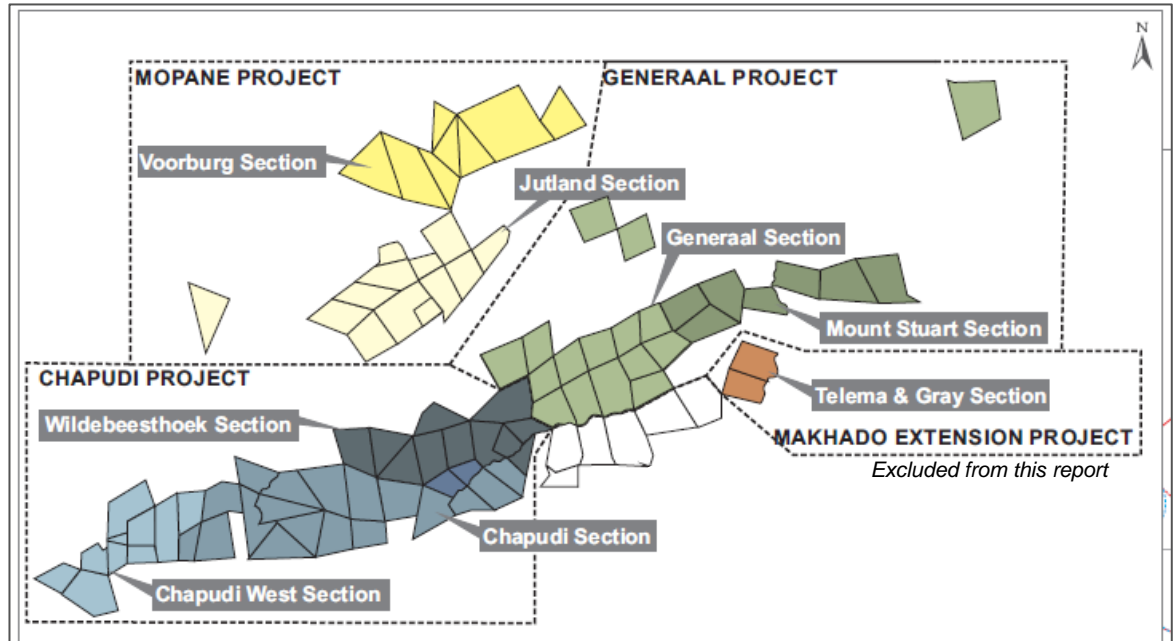 N
MOPANE PROJECT
GENERAAL PROJECT
Voorburg Section
Jutland Section
Generaal Section
Mount Stuart Section
CHAPUDI PROJECT
Telema & Gray Section
Wildebeesthoek Section
MAKHADO EXTENSION PROJECT
Excluded from this report
Chapudi Section
Chapudi West Section